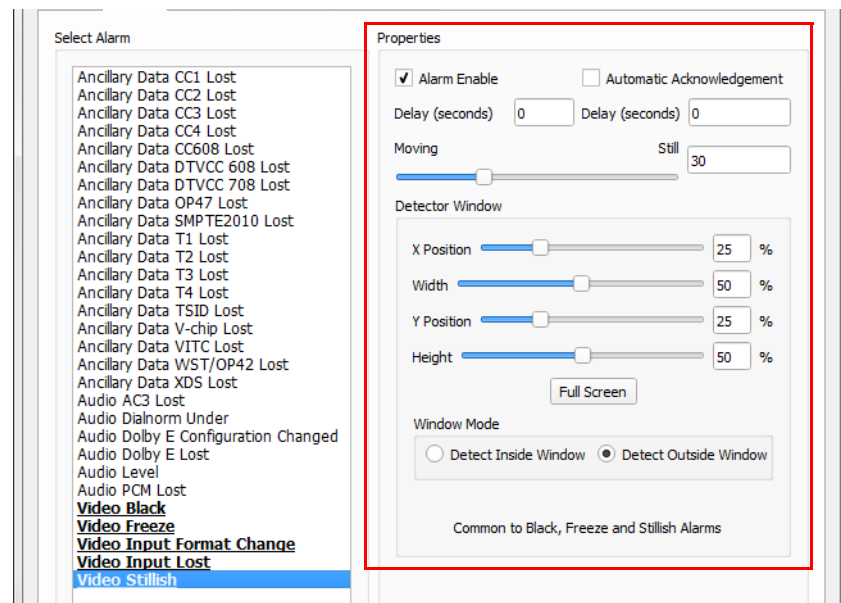 Select Alarm
Ancillary Data CC1 Lost
Ancillary Data CC2 Lost
Ancillary Data CC3 Lost
Ancillary Data CC4 Lost
Ancillary Data CC608 Lost
Ancillary Data DTVCC 608 Lost
Ancillary Data DTVCC 708 Lost
Ancillary Data OP47 Lost
Ancillary Data SMPTE2010 Lost
Ancillary Data T1 Lost
Ancillary Data T2 Lost
Ancillary Data T3 Lost
Ancillary Data T4 Lost
Ancillary Data TSID Lost
Ancillary Data V-chip Lost
Ancillary Data VITC Lost
Ancillary Data WST/OP42 Lost
Ancillary Data XDS Lost
Audio AC3 Lost
Audio Dialnorm Under
Audio Dolby E Configuration Changed
Audio Dolby E Lost
Audio Level
Audio PCM Lost
Video Black
Video Freeze
Video Input Format Change
Video Input Lost
Video Stillish
Properties
Alarm Enable Automatic Acknowledgement
Delay (seconds) 0 Delay (seconds) 0
Moving Still 30
Detector Window
X Position 25 %
Width 50 %
Y Position 25 %
Height 50 %
Full Screen
Window Mode
Detect Inside Window Detect Outside Window
Common to Black, Freeze and Stillish Alarms